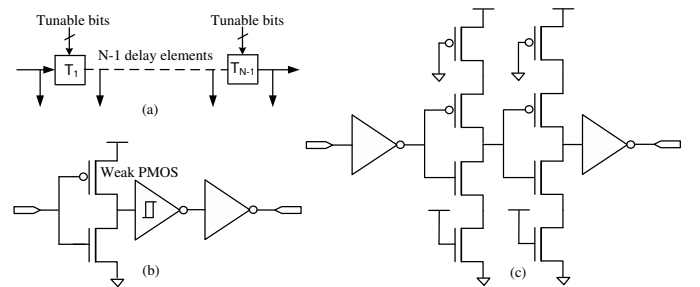 Tunable bits
Tunable bits
T1
N-1 delay elements
TN-1
(a)
Weak PMOS
(b)
(c)